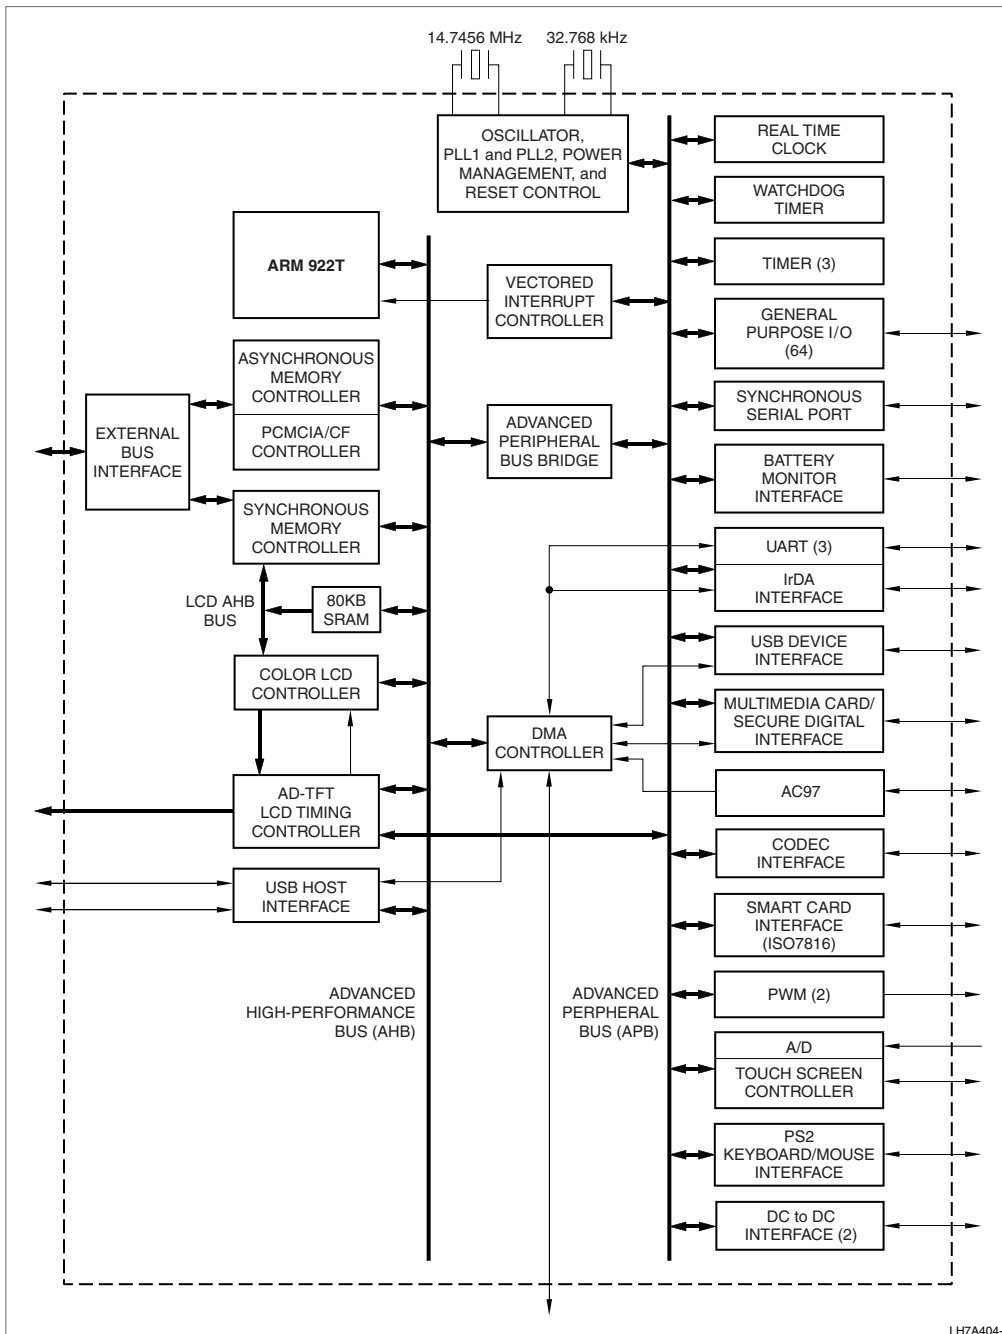 14.7456 MHz
32.768 kHz
OSCILLATOR,
PLL1 and PLL2, POWER
MANAGEMENT, and
RESET CONTROL
REAL TIME
CLOCK
WATCHDOG
TIMER
ARM 922T
TIMER (3)
VECTORED
INTERRUPT
CONTROLLER
GENERAL
PURPOSE I/O
(64)
ASYNCHRONOUS
MEMORY
CONTROLLER
PCMCIA/CF
CONTROLLER
EXTERNAL
BUS
INTERFACE
ADVANCED
PERIPHERAL
BUS BRIDGE
SYNCHRONOUS
SERIAL PORT
BATTERY
MONITOR
INTERFACE
SYNCHRONOUS
MEMORY
CONTROLLER
UART (3)
IrDA
INTERFACE
LCD AHB
BUS
80KB
SRAM
USB DEVICE
INTERFACE
COLOR LCD
CONTROLLER
DMA
CONTROLLER
MULTIMEDIA CARD/
SECURE DIGITAL
INTERFACE
AD-TFT
LCD TIMING
CONTROLLER
AC97
CODEC
INTERFACE
USB HOST
INTERFACE
SMART CARD
INTERFACE
(ISO7816)
ADVANCED
HIGH-PERFORMANCE
BUS (AHB)
ADVANCED
PERPHERAL
BUS (APB)
PWM (2)
A/D
TOUCH SCREEN
CONTROLLER
PS2
KEYBOARD/MOUSE
INTERFACE
DC to DC
INTERFACE (2)
LH7A404-